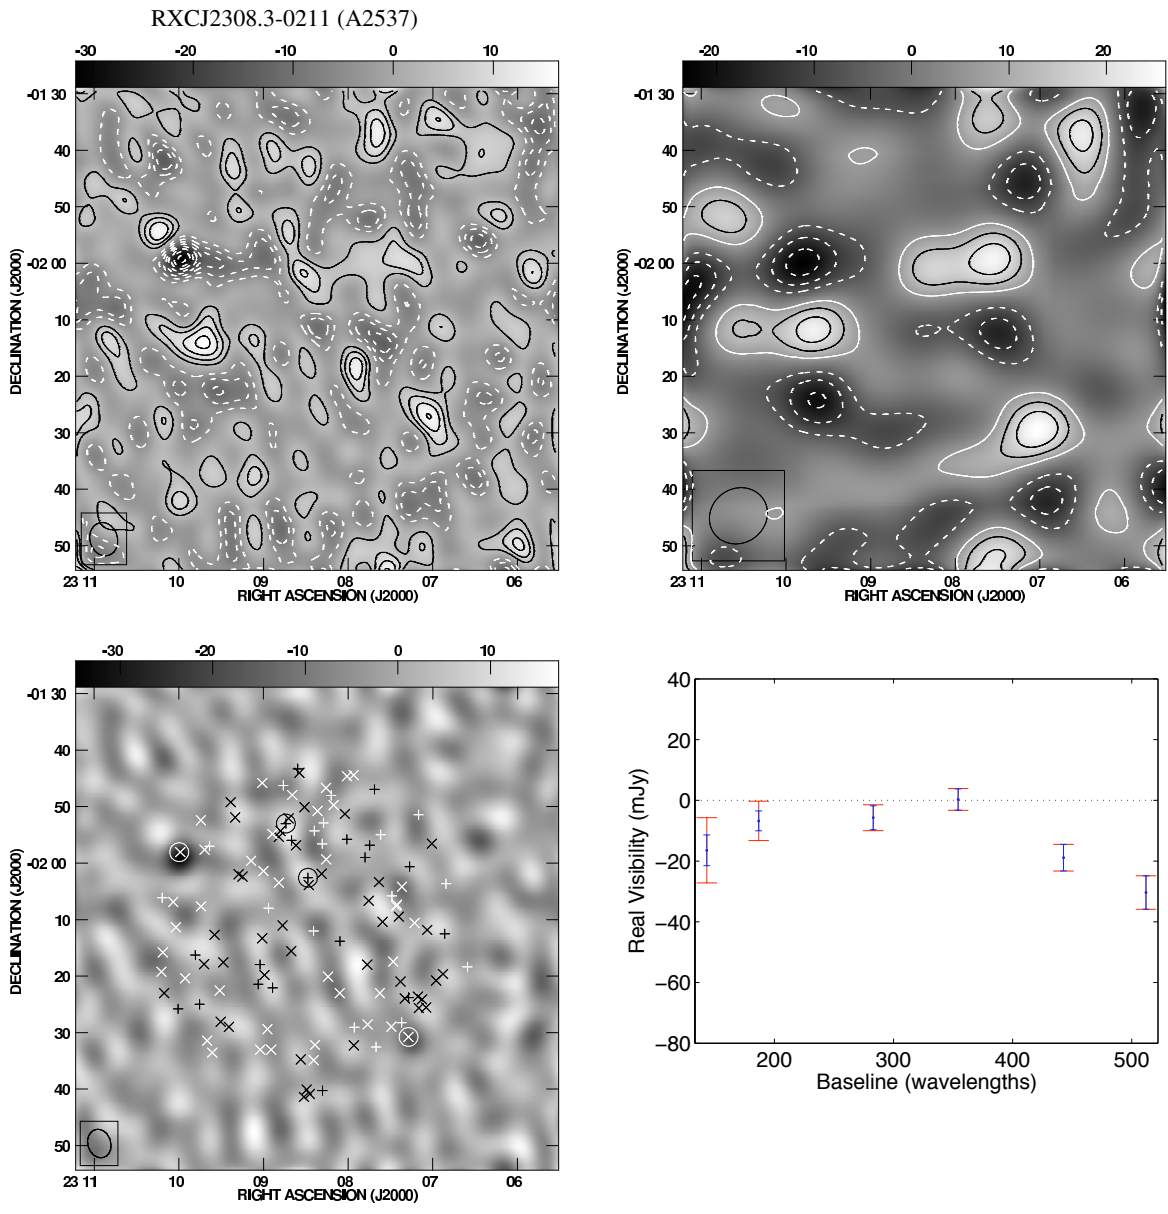 RXCJ2308.3-0211 (A2537)
-30 -20 -10 0 10
-01 30
40
50
-02 00
10
20
30
40
50
DECLINATION (J2000)
23 11 10 09 08 07 06
RIGHT ASCENSION (J2000)
-20 -10 0 10 20
-01 30
40
50
-02 00
10
20
30
40
50
DECLINATION (J2000)
23 11 10 09 08 07 06
RIGHT ASCENSION (J2000)
-30 -20 -10 0 10
-01 30
40
50
-02 00
10
20
30
40
50
DECLINATION (J2000)
23 11 10 09 08 07 06
RIGHT ASCENSION (J2000)
40
20
0
−20
−40
−60
−80
Real Visibility (mJy)
200 300 400 500
Baseline (wavelengths)